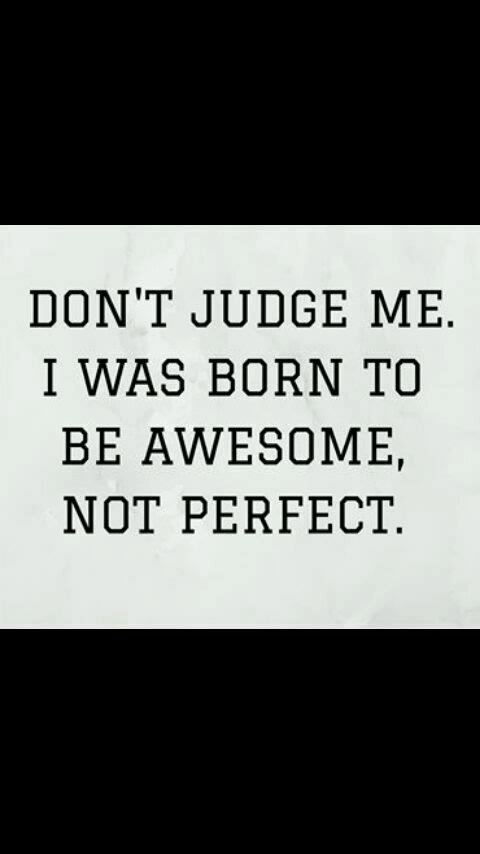 DON'T JUDGE ME.
I WAS BORN TO
BE AWESOME,
NOT PERFECT.